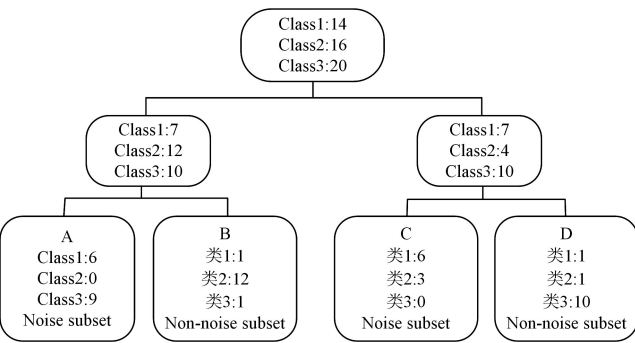 Class1:14
Class2:16
Class3:20
Class1:7
Class2:12
Class3:10
Class1:7
Class2:4
Class3:10
A
Class1:6
Class2:0
Class3:9
Noise subset
B
类1:1
类2:12
类3:1
Non-noise subset
C
类1:6
类2:3
类3:0
Noise subset
D
类1:1
类2:1
类3:10
Non-noise subset